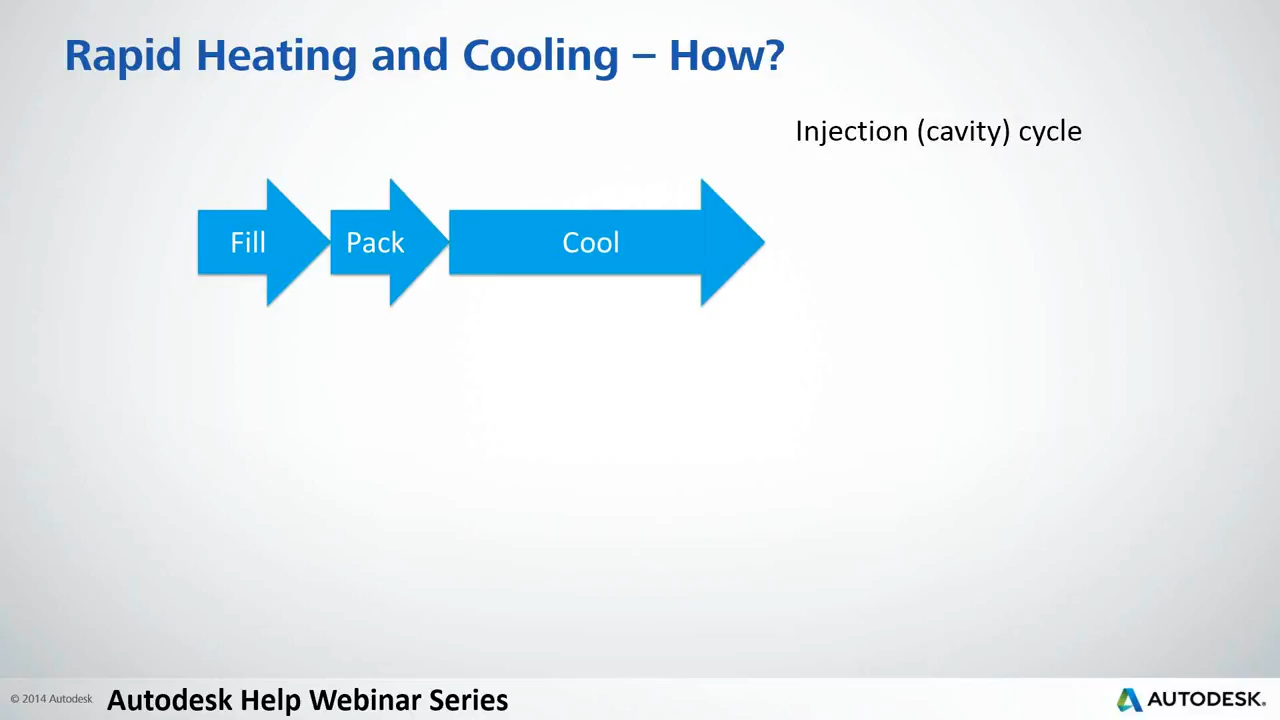 Rapid Heating and Cooling – How?
Injection (cavity) cycle
Fill
Pack
Cool
© 2014 Autodesk
Autodesk Help Webinar Series
AUTODESK.